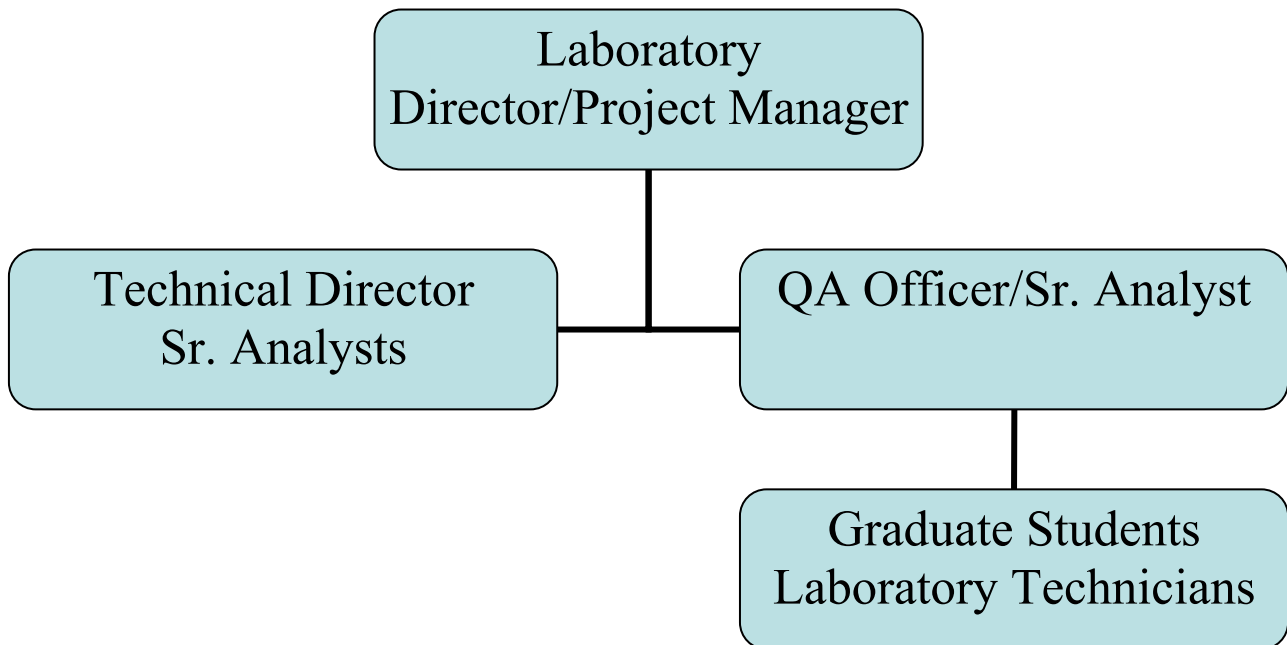 Laboratory
Director/Project Manager
Technical Director
Sr. Analysts
QA Officer/Sr. Analyst
Graduate Students
Laboratory Technicians